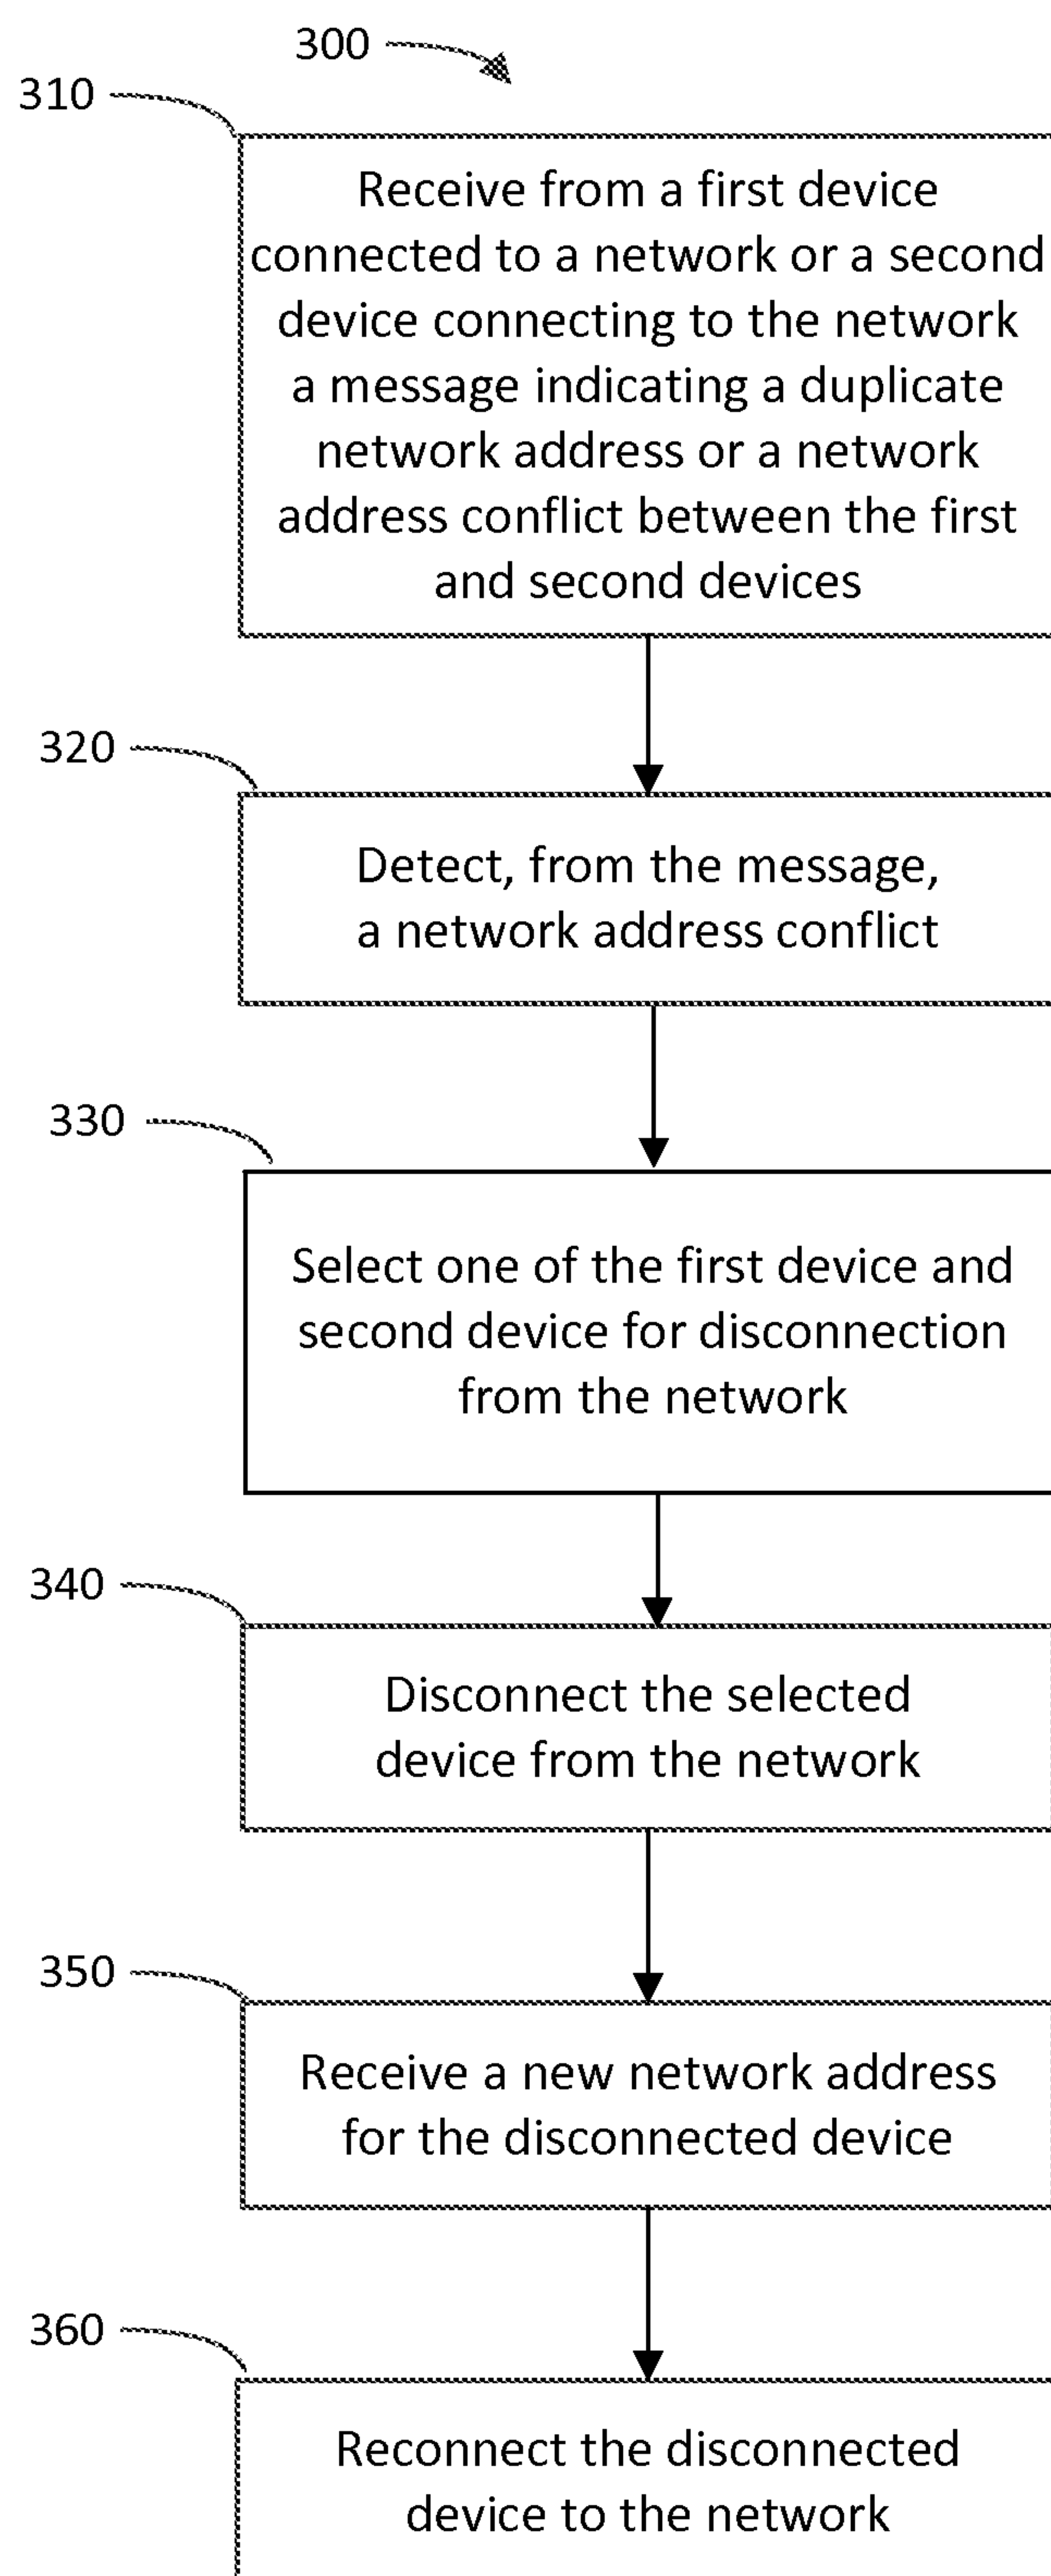 300
310
Receive from a first device
connected to a network or a second
device connecting to the network
a message indicating a duplicate
network address or a network
address conflict between the first
and second devices
320
Detect, from the message,
a network address conflict
330
Select one of the first device and
second device for disconnection
from the network
340
Disconnect the selected
device from the network
350
Receive a new network address
for the disconnected device
360
Reconnect the disconnected
device to the network